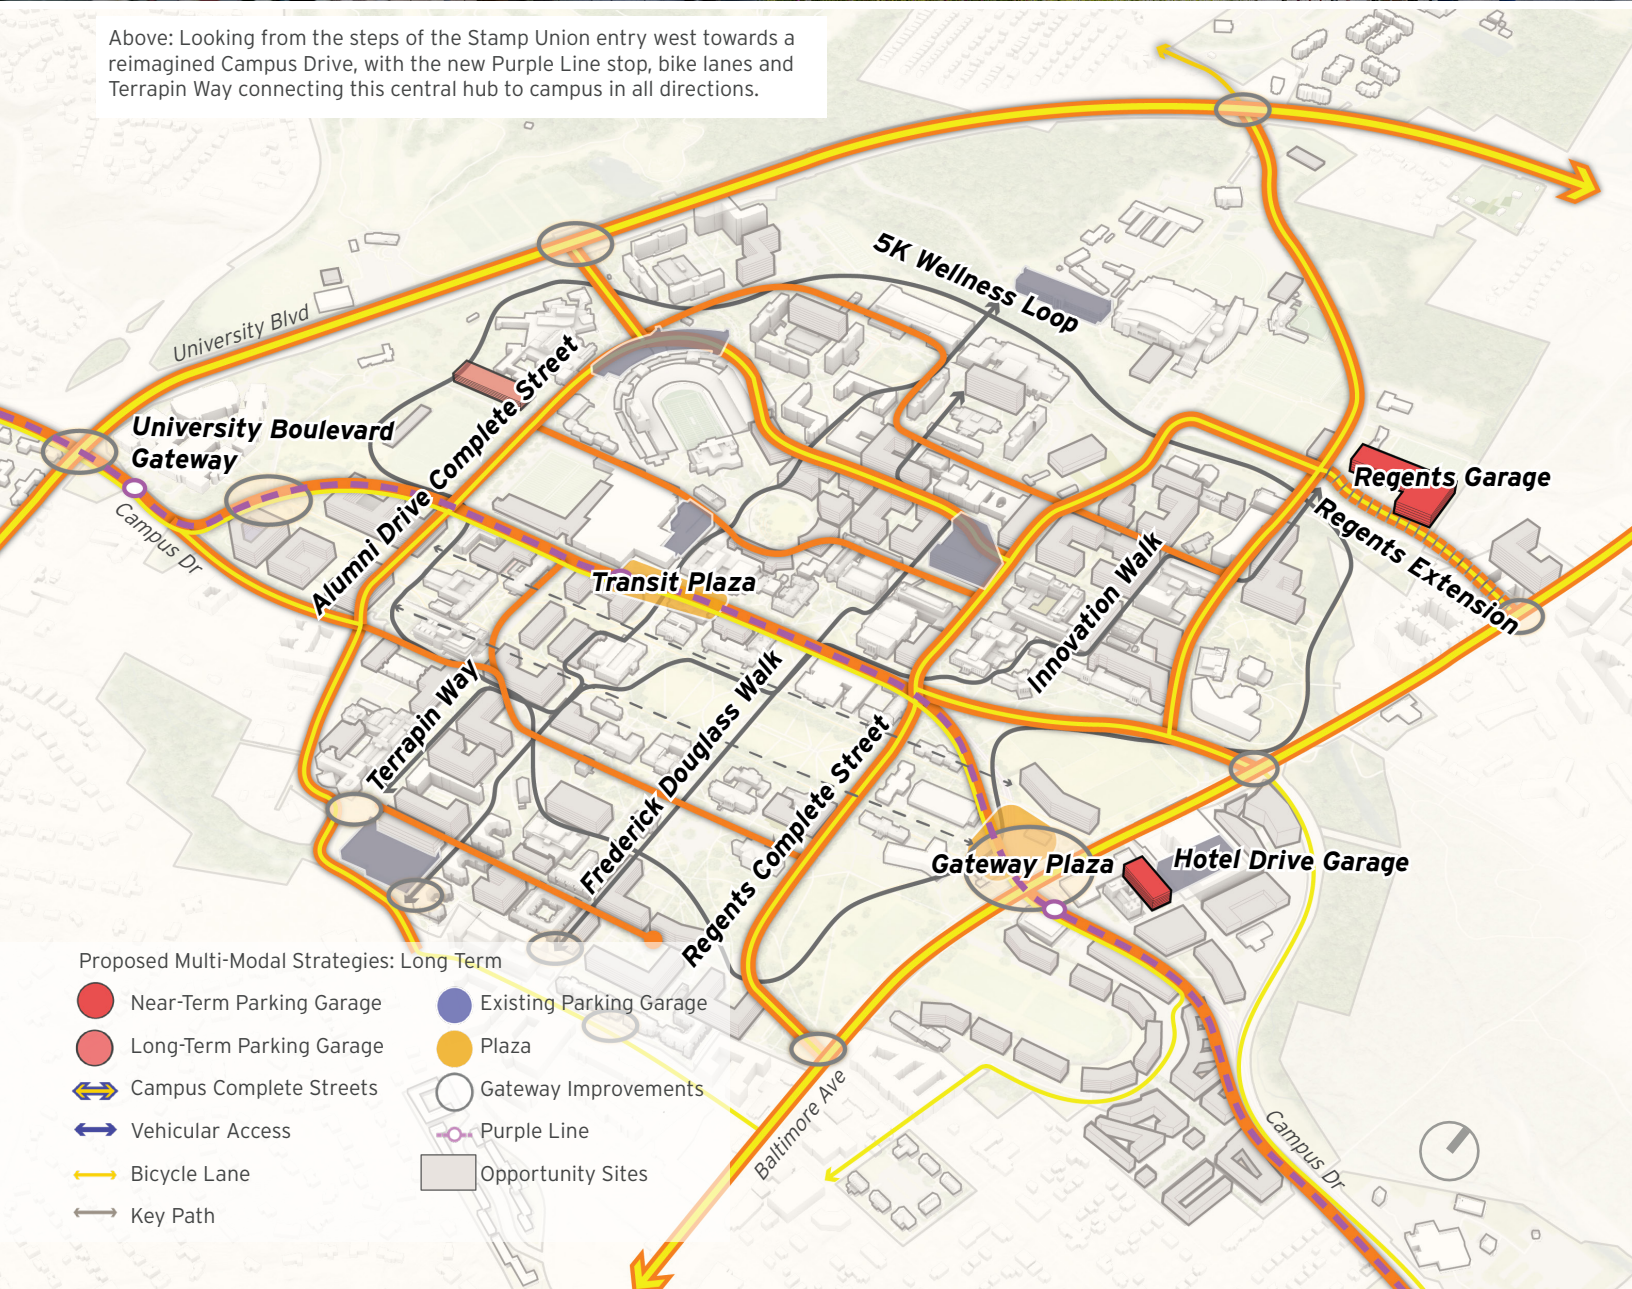 Above: Looking from the steps of the Stamp Union entry west towards a
reimagined Campus Drive, with the new Purple Line stop, bike lanes and
Terrapin Way connecting this central hub to campus in all directions.
5K Wellness Loop
University Blvd
University Boulevard
Gateway
Alumni Drive Complete Street
Campus Dr
Regents Garage
Regents Extension
Transit Plaza
Innovation Walk
Terrapin Way
Frederick Douglass Walk
Regents Complete Street
Gateway Plaza
Hotel Drive Garage
Baltimore Ave
Campus Dr
Proposed Multi-Modal Strategies: Long Term
Near-Term Parking Garage
Long-Term Parking Garage
Campus Complete Streets
Vehicular Access
Bicycle Lane
Key Path
Existing Parking Garage
Plaza
Gateway Improvements
Purple Line
Opportunity Sites